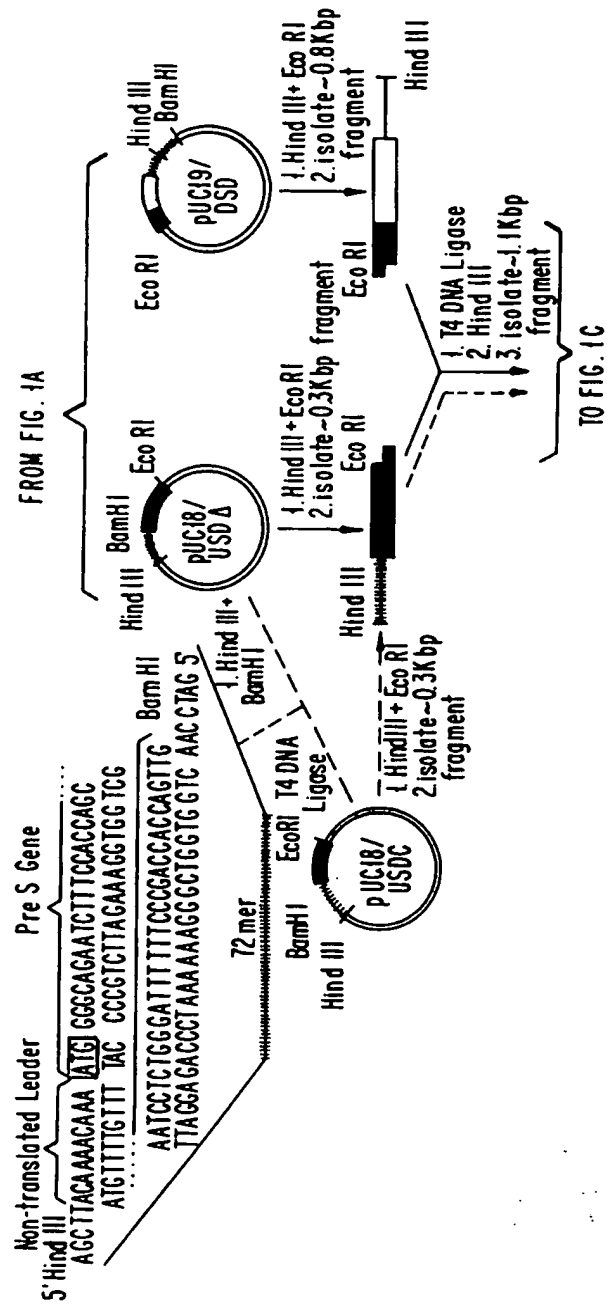 FROM FIG. 1A
Non-translated Leader
Pre S Gene
5'Hind III
AGCTTACAAAACAAA ATG GGGCAGAATCTTTCCACCAGC
ATGTTTTGTTT TAC CCCGTCTTAGAAAGGTGGTCG
Bam HI
AATCCTCTGGGATTTTTTCCCGACCACCAGTTG
TTAGGAGACCCTAAAAAAGGGCTGGTGGTC AACCTAG 5'
72mer
Hind III
BamHI
Eco RI
pUC18/
USD Δ
Eco RI
Hind III
BamHI
pUC19/
DSD
1. Hind III +
BamHI
T4 DNA
Ligase
1. Hind III + Eco RI
2. isolate ~0.3Kbp fragment
1. Hind III + Eco RI
2. isolate ~0.8Kbp
fragment
EcoRI
BamHI
Hind III
pUC18/
USDC
1. HindIII + Eco RI
2. isolate ~0.3Kbp
fragment
Hind III
Eco RI
Eco RI
Hind III
1. T4 DNA Ligase
2. Hind III
3. isolate ~1.1Kbp
fragment
TO FIG. 1C